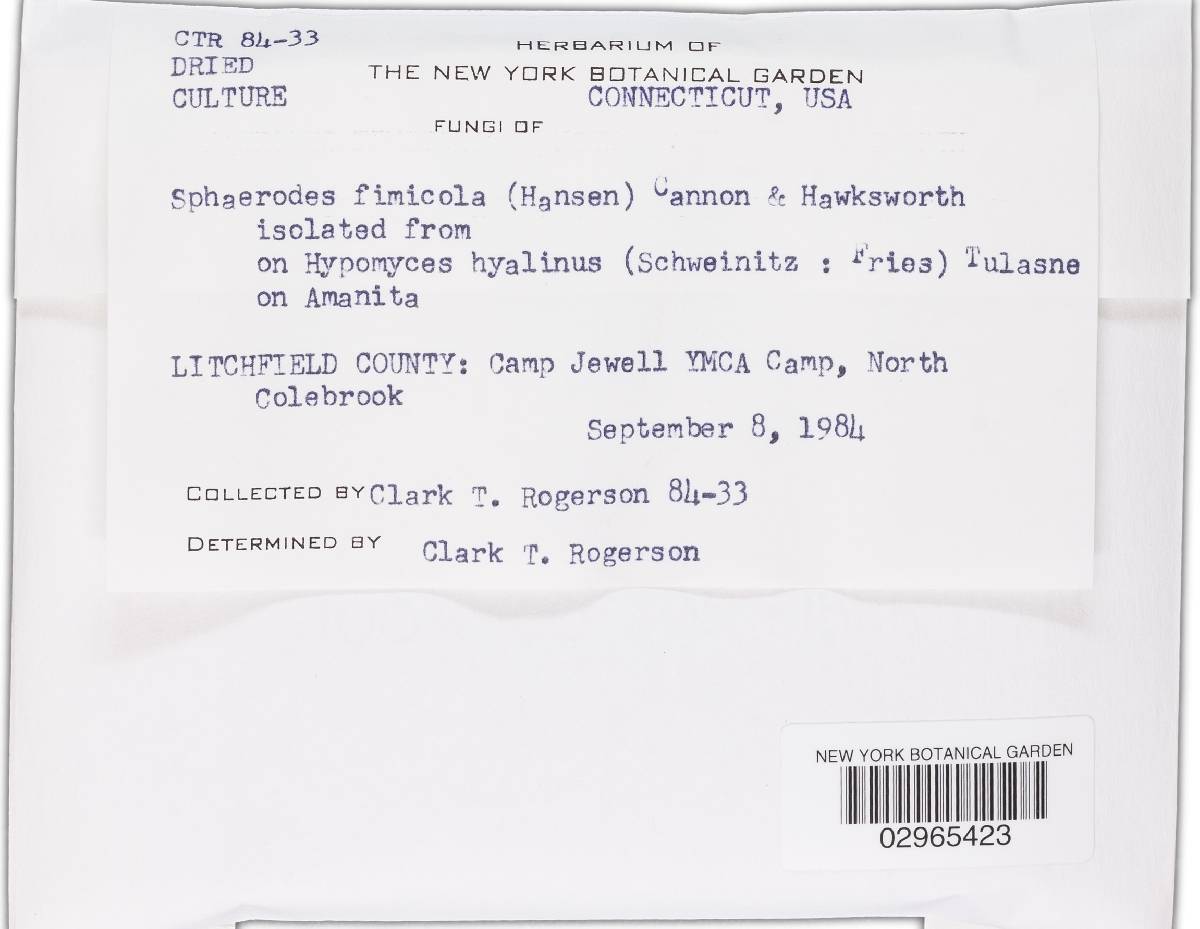 CTR 84-33
DRIED
CULTURE
HERBARIUM OF
THE NEW YORK BOTANICAL GARDEN
CONNECTICUT, USA
FUNGI OF
Sphaerodes fimicola (Hansen) Cannon & Hawksworth
isolated from
on Hypomyces hyalinus (Schweinitz : Fries) Tulasne
on Amanita
LITCHFIELD COUNTY: Camp Jewell YMCA Camp, North
Colebrook
September 8, 1984
COLLECTED BY Clark T. Rogerson 84-33
DETERMINED BY Clark T. Rogerson
NEW YORK BOTANICAL GARDEN
02965423